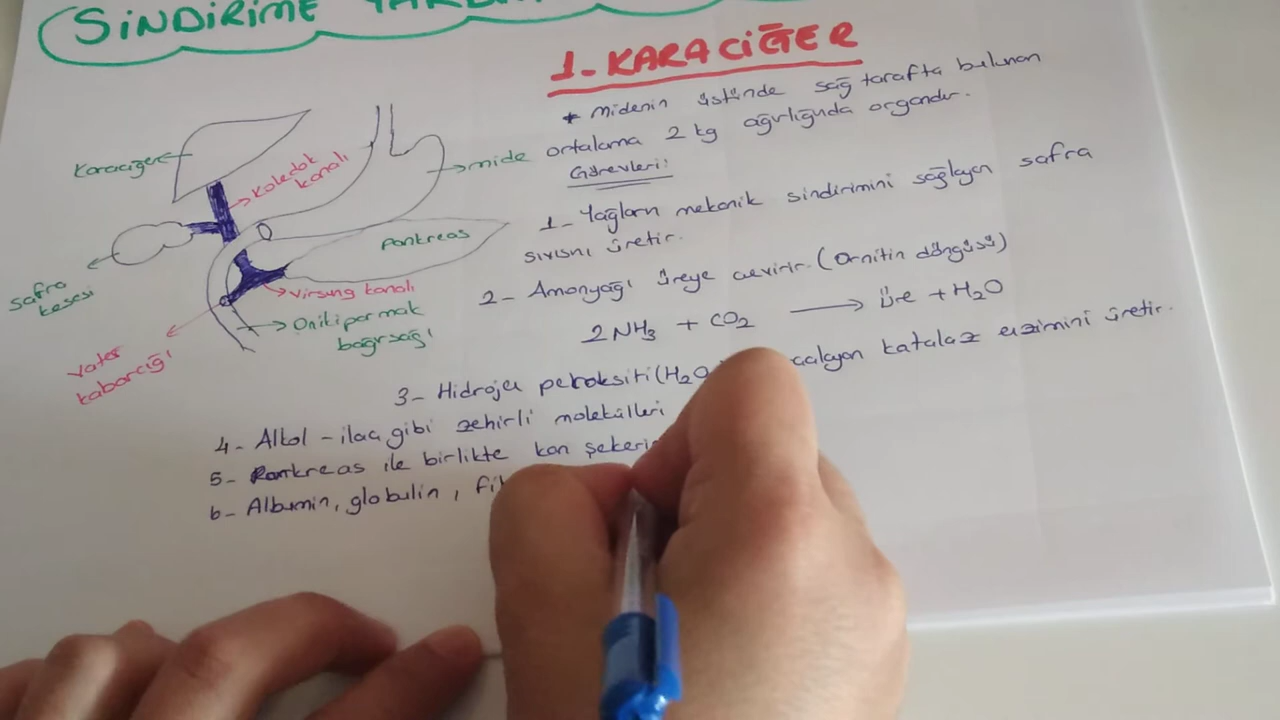 SİNDİRİME
1- KARACİĞER
* Midenin üstünde sağ tarafta bulunan
ortalama 2 kg ağırlığında organdır.
Görevleri:
1- Yağların mekanik sindirimini sağlayan safra
sıvısını üretir.
2- Amonyağı üreye çevirir. (Ornitin döngüsü)
2NH3 + CO2 → Üre + H2O
3- Hidrojen peroksiti (H2O katalaz enzimini üretir.
4- Alkol - ilaç gibi zehirli molekülleri
5- Pankreas ile birlikte kan
6- Albumin, globulin,
Karaciğer
Koledok
kanalı
mide
safra
kesesi
pankreas
Virsung kanalı
Onikiparmak
bağırsağı
Vater
kabarcığı